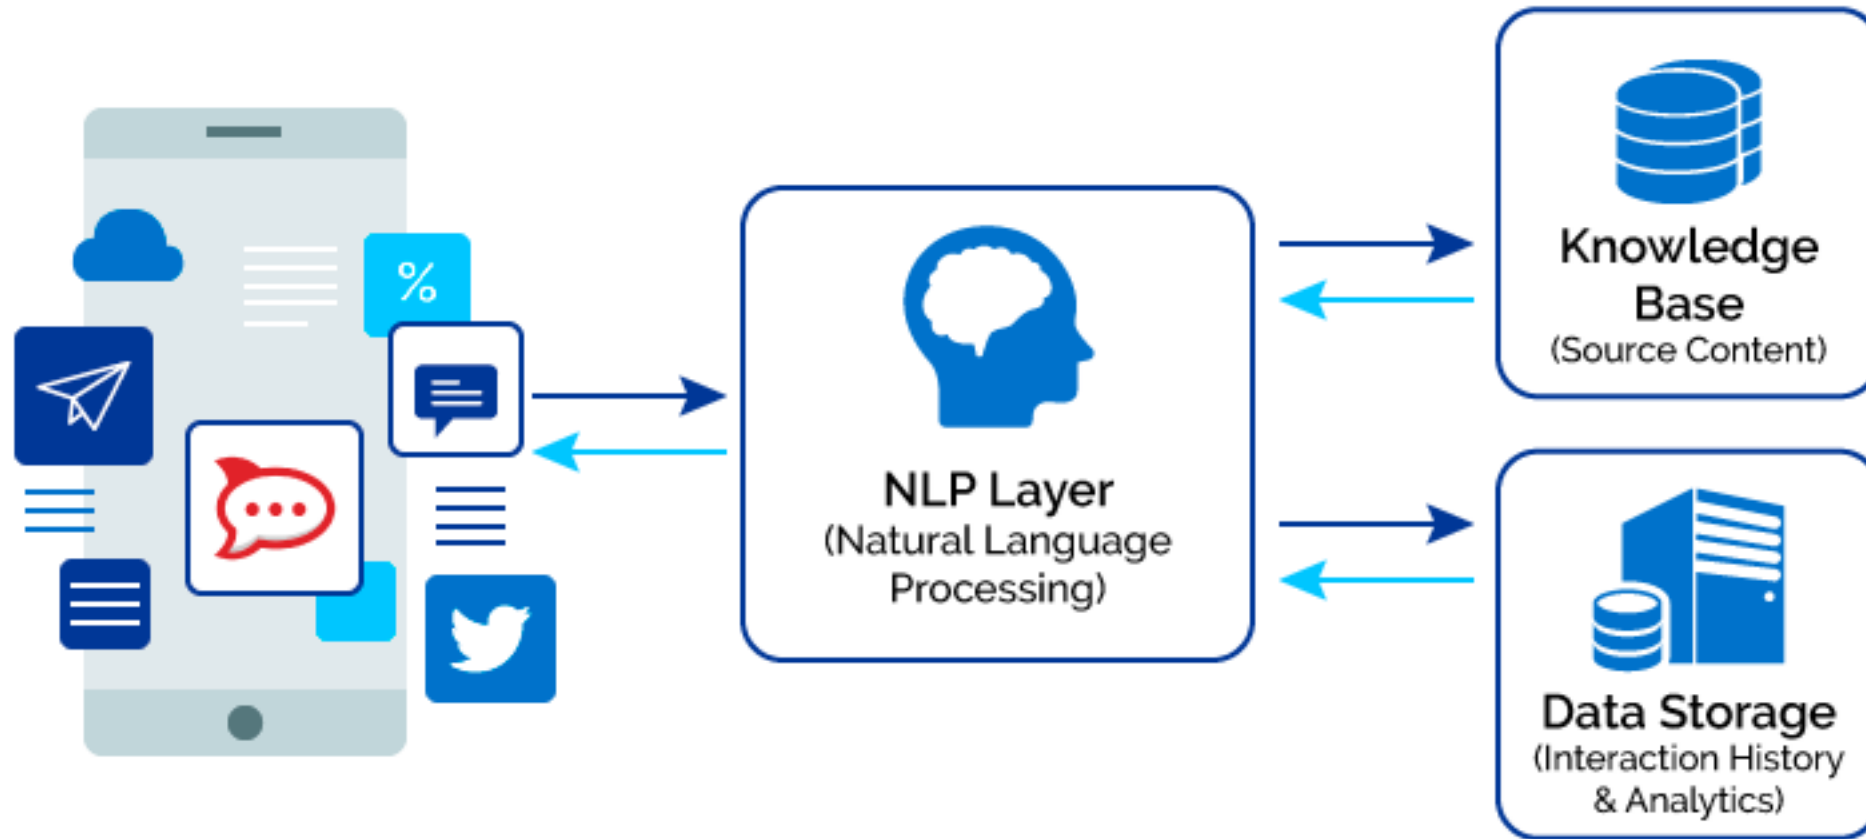 %
NLP Layer
(Natural Language
Processing)
Knowledge
Base
(Source Content)
Data Storage
(Interaction History
& Analytics)